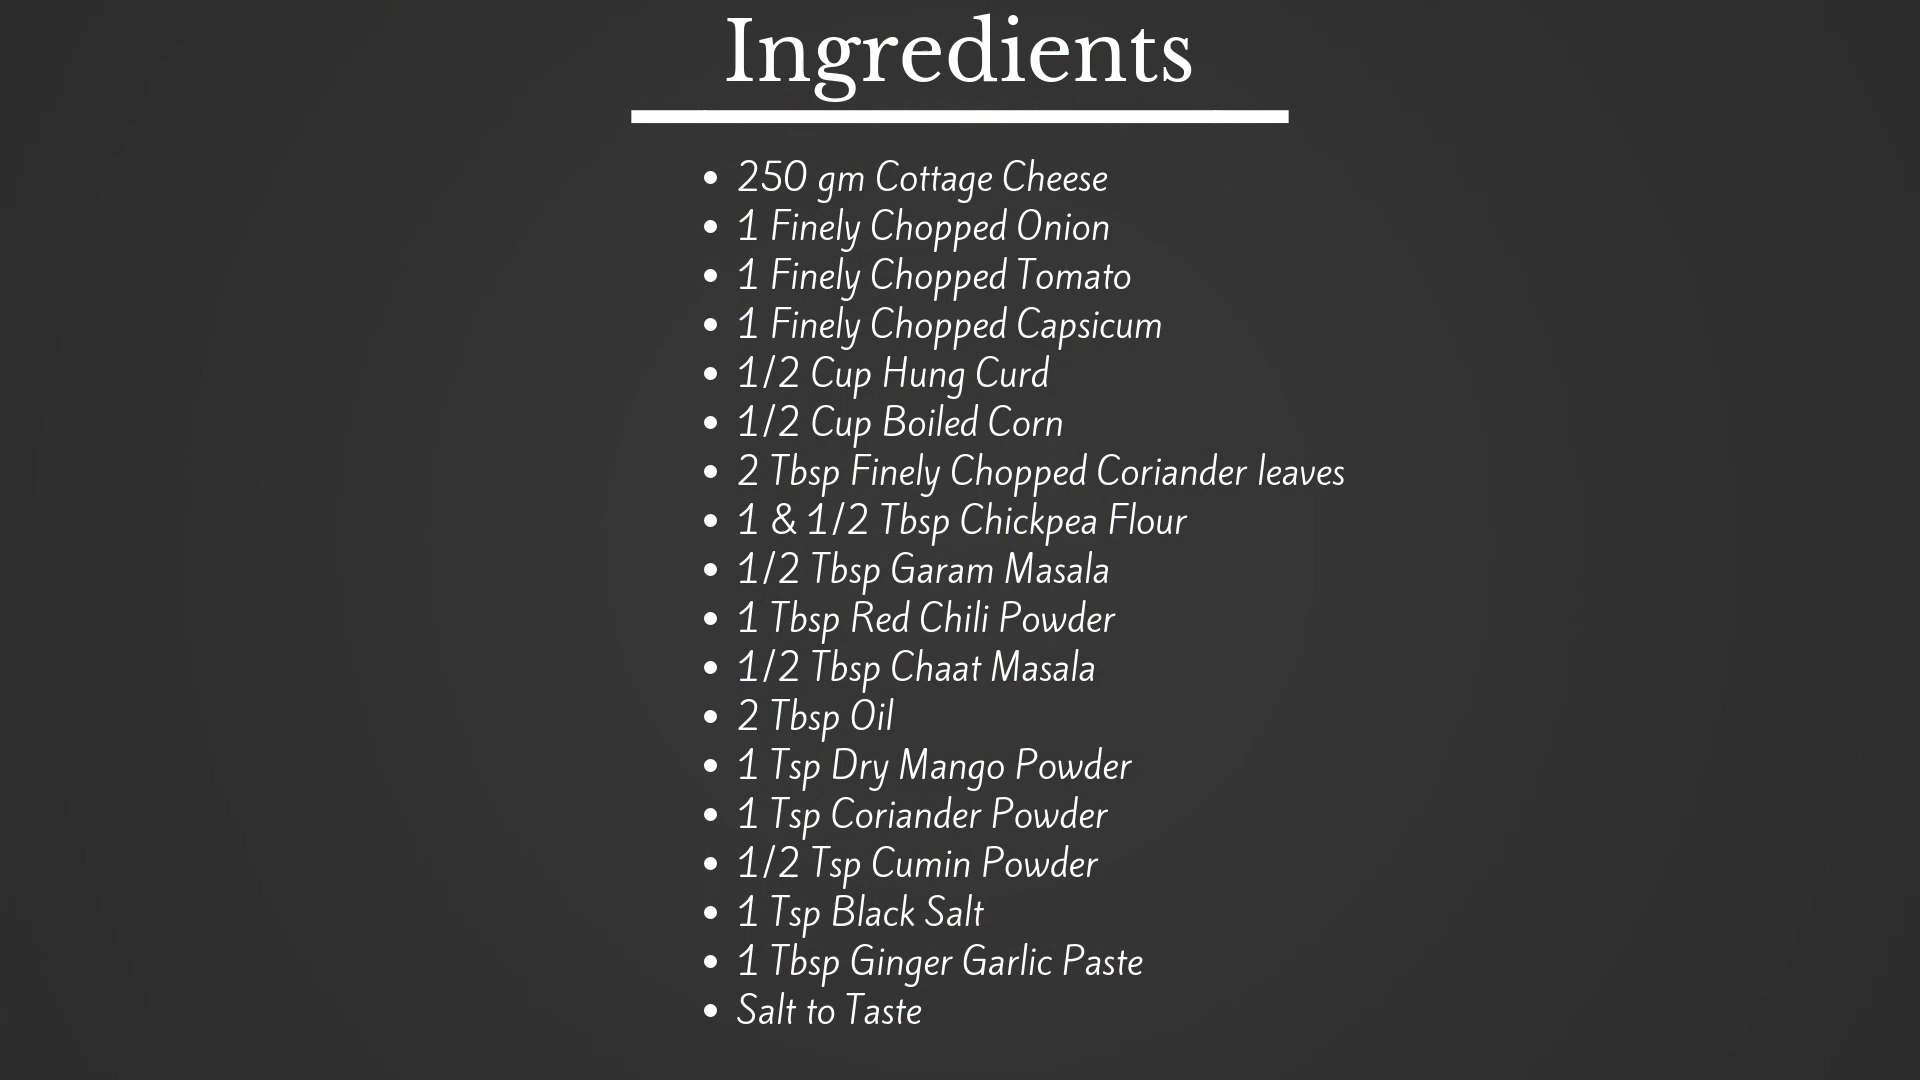 Ingredients
• 250 gm Cottage Cheese
• 1 Finely Chopped Onion
• 1 Finely Chopped Tomato
• 1 Finely Chopped Capsicum
• 1/2 Cup Hung Curd
• 1/2 Cup Boiled Corn
• 2 Tbsp Finely Chopped Coriander leaves
• 1 & 1/2 Tbsp Chickpea Flour
• 1/2 Tbsp Garam Masala
• 1 Tbsp Red Chili Powder
• 1/2 Tbsp Chaat Masala
• 2 Tbsp Oil
• 1 Tsp Dry Mango Powder
• 1 Tsp Coriander Powder
• 1/2 Tsp Cumin Powder
• 1 Tsp Black Salt
• 1 Tbsp Ginger Garlic Paste
• Salt to Taste